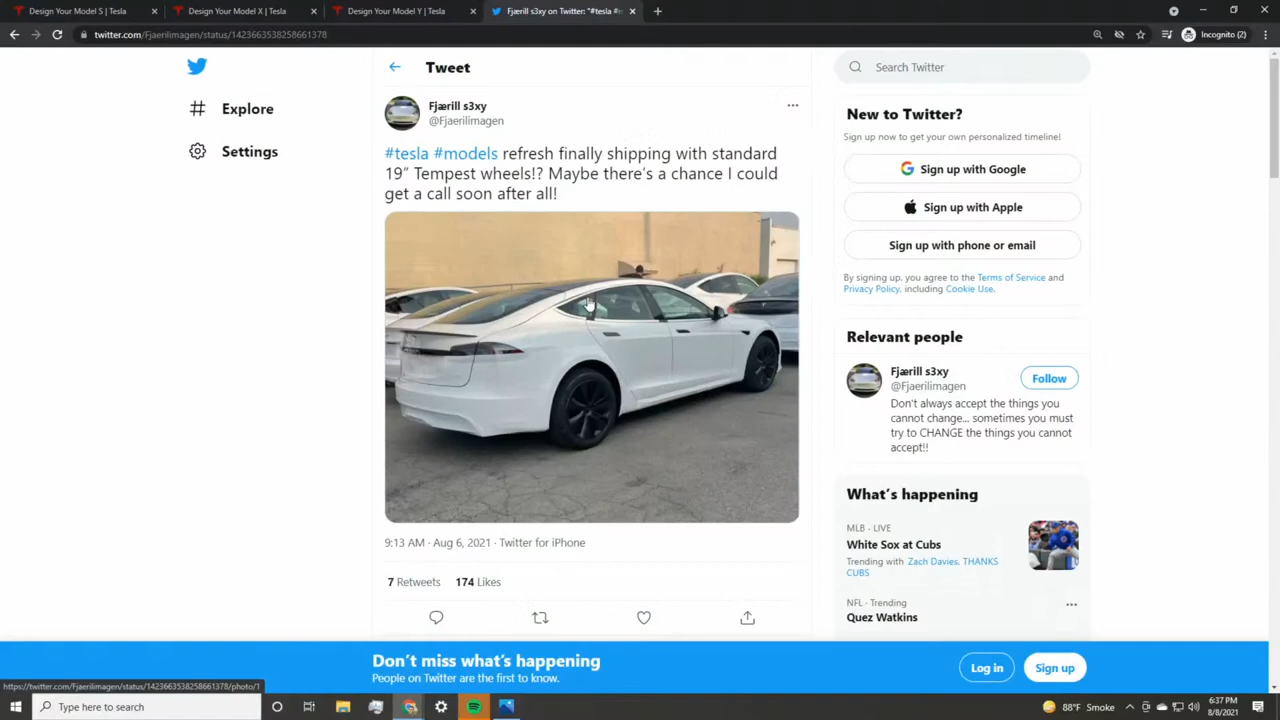 Design Your Model S | Tesla
Design Your Model X | Tesla
Design Your Model Y | Tesla
Fjærill s3xy on Twitter: "#tesla #m
twitter.com/Fjaerilimagen/status/1423663538258661378
Incognito (2)
Explore
Settings
Tweet
Fjærill s3xy
@Fjaerilimagen
#tesla #models refresh finally shipping with standard
19” Tempest wheels!? Maybe there’s a chance I could
get a call soon after all!
9:13 AM · Aug 6, 2021 · Twitter for iPhone
7 Retweets 174 Likes
Search Twitter
New to Twitter?
Sign up now to get your own personalized timeline!
Sign up with Google
Sign up with Apple
Sign up with phone or email
By signing up, you agree to the Terms of Service and
Privacy Policy, including Cookie Use.
Relevant people
Fjærill s3xy
@Fjaerilimagen
Follow
Don't always accept the things you
cannot change... sometimes you must
try to CHANGE the things you cannot
accept!!
What’s happening
MLB · LIVE
White Sox at Cubs
Trending with Zach Davies, THANKS
CUBS
NFL · Trending
Quez Watkins
Don’t miss what’s happening
People on Twitter are the first to know.
Log in
Sign up
https://twitter.com/Fjaerilimagen/status/1423663538258661378/photo/1
Type here to search
88°F Smoke
6:37 PM
8/8/2021